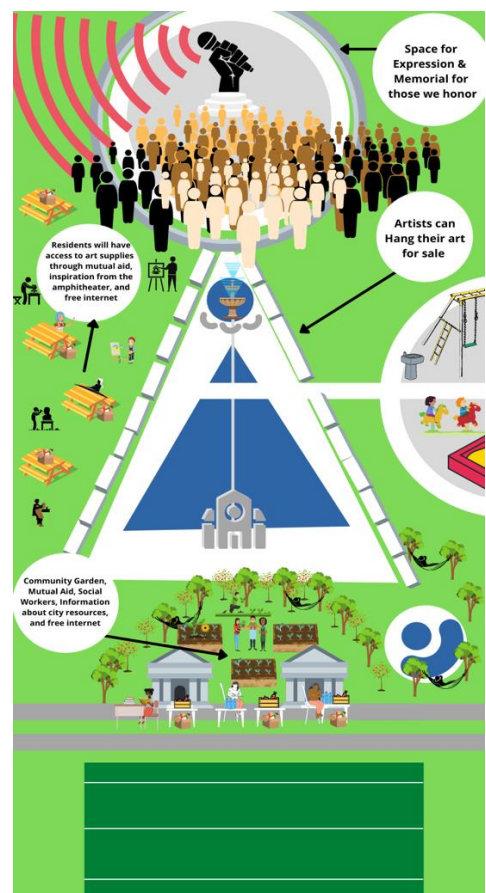 Space for
Expression &
Memorial for
those we honor
Artists can
Hang their art
for sale
Residents will have
access to art supplies
through mutual aid,
inspiration from the
amphitheater, and
free internet
Community Garden,
Mutual Aid, Social
Workers, Information
about city resources,
and free internet